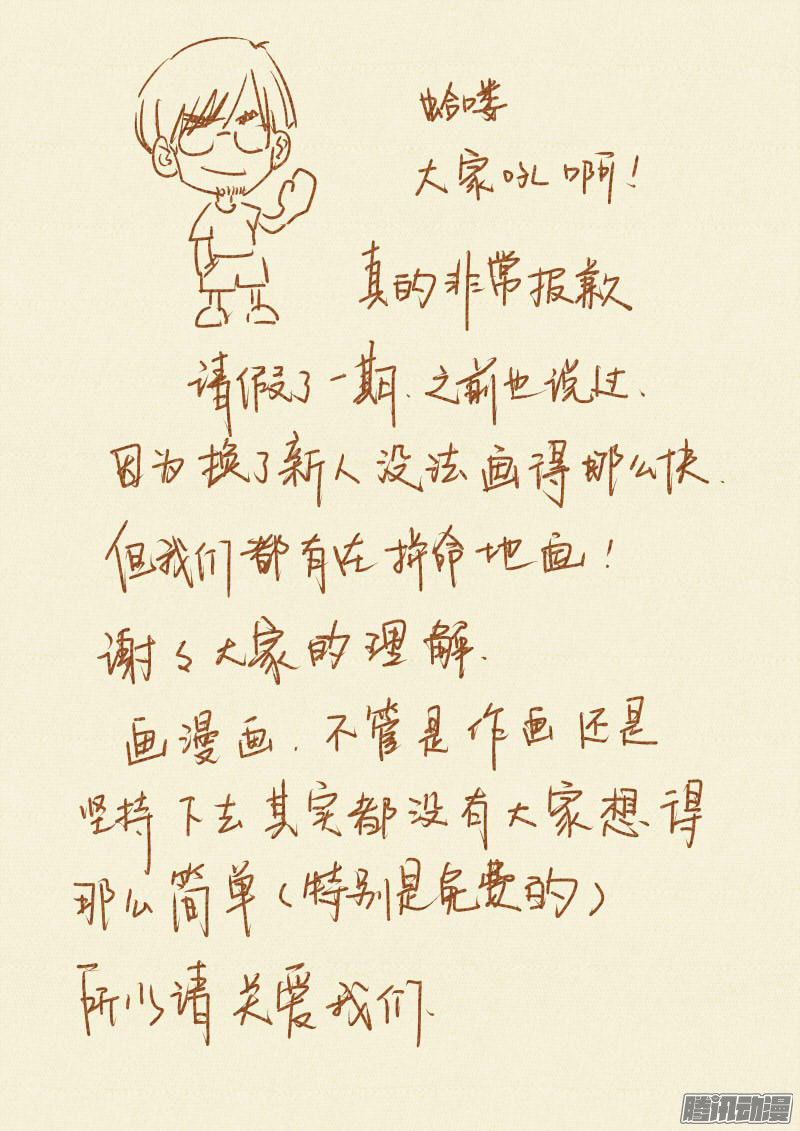 蛤喽
大家吼啊！
真的非常报歉
请假了一期.之前也说过.
因为换了新人没法画得那么快.
但我们都有在拼命地画！
谢々大家的理解.
画漫画.不管是作画还是
坚持下去其实都没有大家想得
那么简单（特别是免费的）
所以请关爱我们.
腾讯动漫